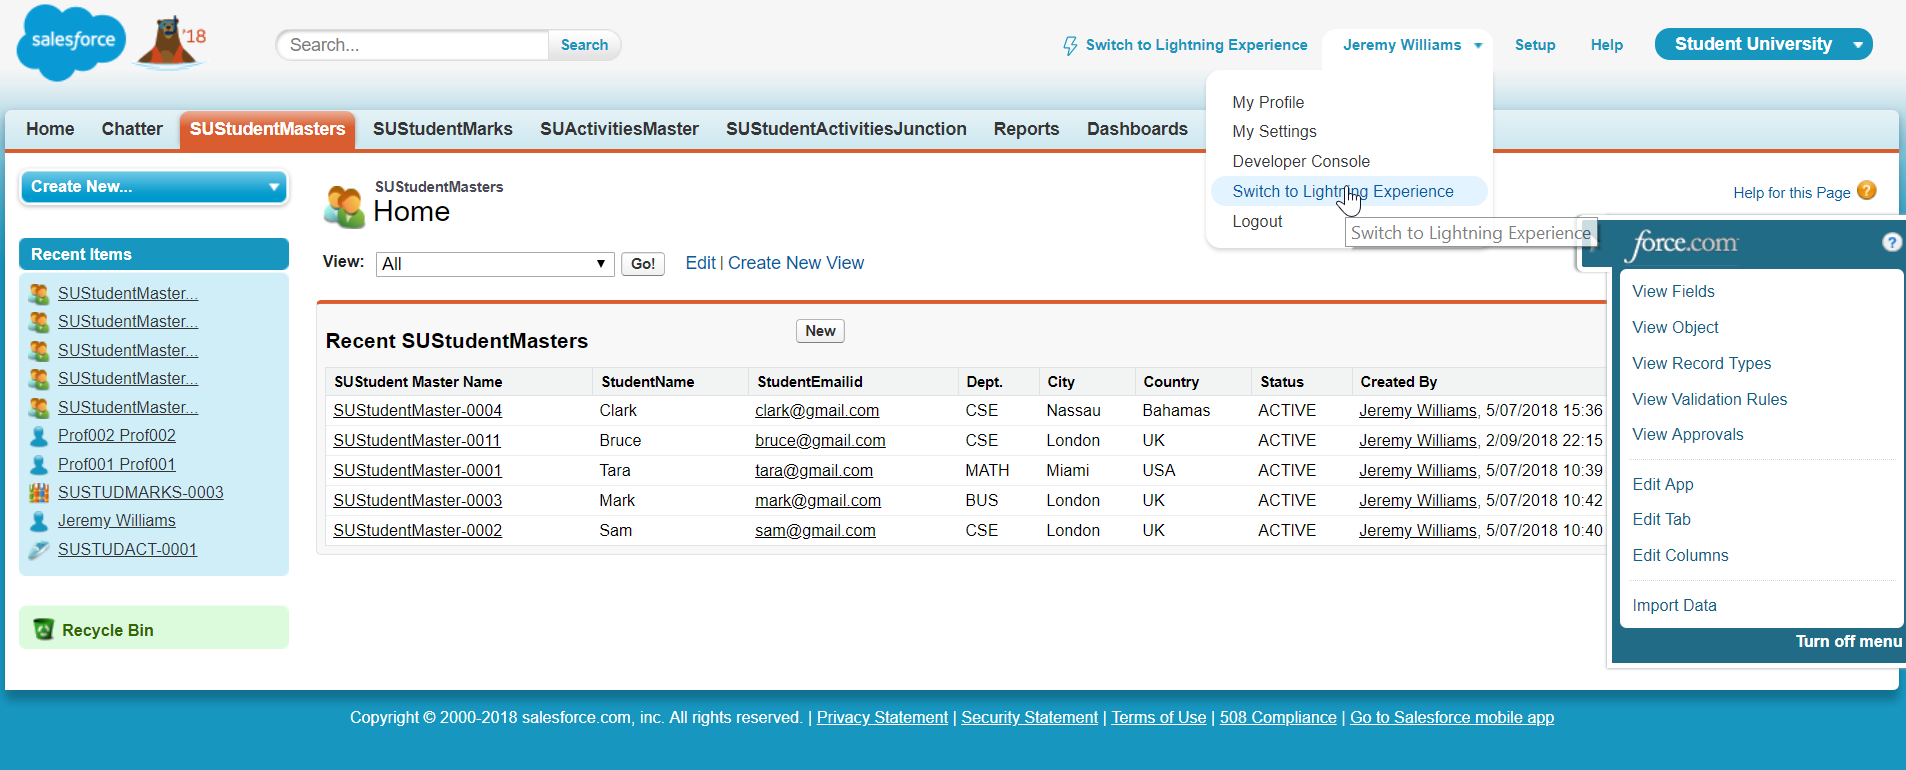 salesforce '18 Search... Search Switch to Lightning Experience Jeremy Williams Setup Help Student University
My Profile
My Settings
Developer Console
Switch to Lightning Experience
Logout
Switch to Lightning Experience
Home Chatter SUStudentMasters SUStudentMarks SUActivitiesMaster SUStudentActivitiesJunction Reports Dashboards
Create New...
Recent Items
SUStudentMaster...
SUStudentMaster...
SUStudentMaster...
SUStudentMaster...
SUStudentMaster...
Prof002 Prof002
Prof001 Prof001
SUSTUDMARKS-0003
Jeremy Williams
SUSTUDACT-0001
Recycle Bin
SUStudentMasters
Home
Help for this Page ?
View: All Go! Edit | Create New View
Recent SUStudentMasters New
SUStudent Master Name StudentName StudentEmailid Dept. City Country Status Created By
SUStudentMaster-0004 Clark clark@gmail.com CSE Nassau Bahamas ACTIVE Jeremy Williams, 5/07/2018 15:36
SUStudentMaster-0011 Bruce bruce@gmail.com CSE London UK ACTIVE Jeremy Williams, 2/09/2018 22:15
SUStudentMaster-0001 Tara tara@gmail.com MATH Miami USA ACTIVE Jeremy Williams, 5/07/2018 10:39
SUStudentMaster-0003 Mark mark@gmail.com BUS London UK ACTIVE Jeremy Williams, 5/07/2018 10:42
SUStudentMaster-0002 Sam sam@gmail.com CSE London UK ACTIVE Jeremy Williams, 5/07/2018 10:40
force.com ?
View Fields
View Object
View Record Types
View Validation Rules
View Approvals
Edit App
Edit Tab
Edit Columns
Import Data
Turn off menu
Copyright © 2000-2018 salesforce.com, inc. All rights reserved. | Privacy Statement | Security Statement | Terms of Use | 508 Compliance | Go to Salesforce mobile app